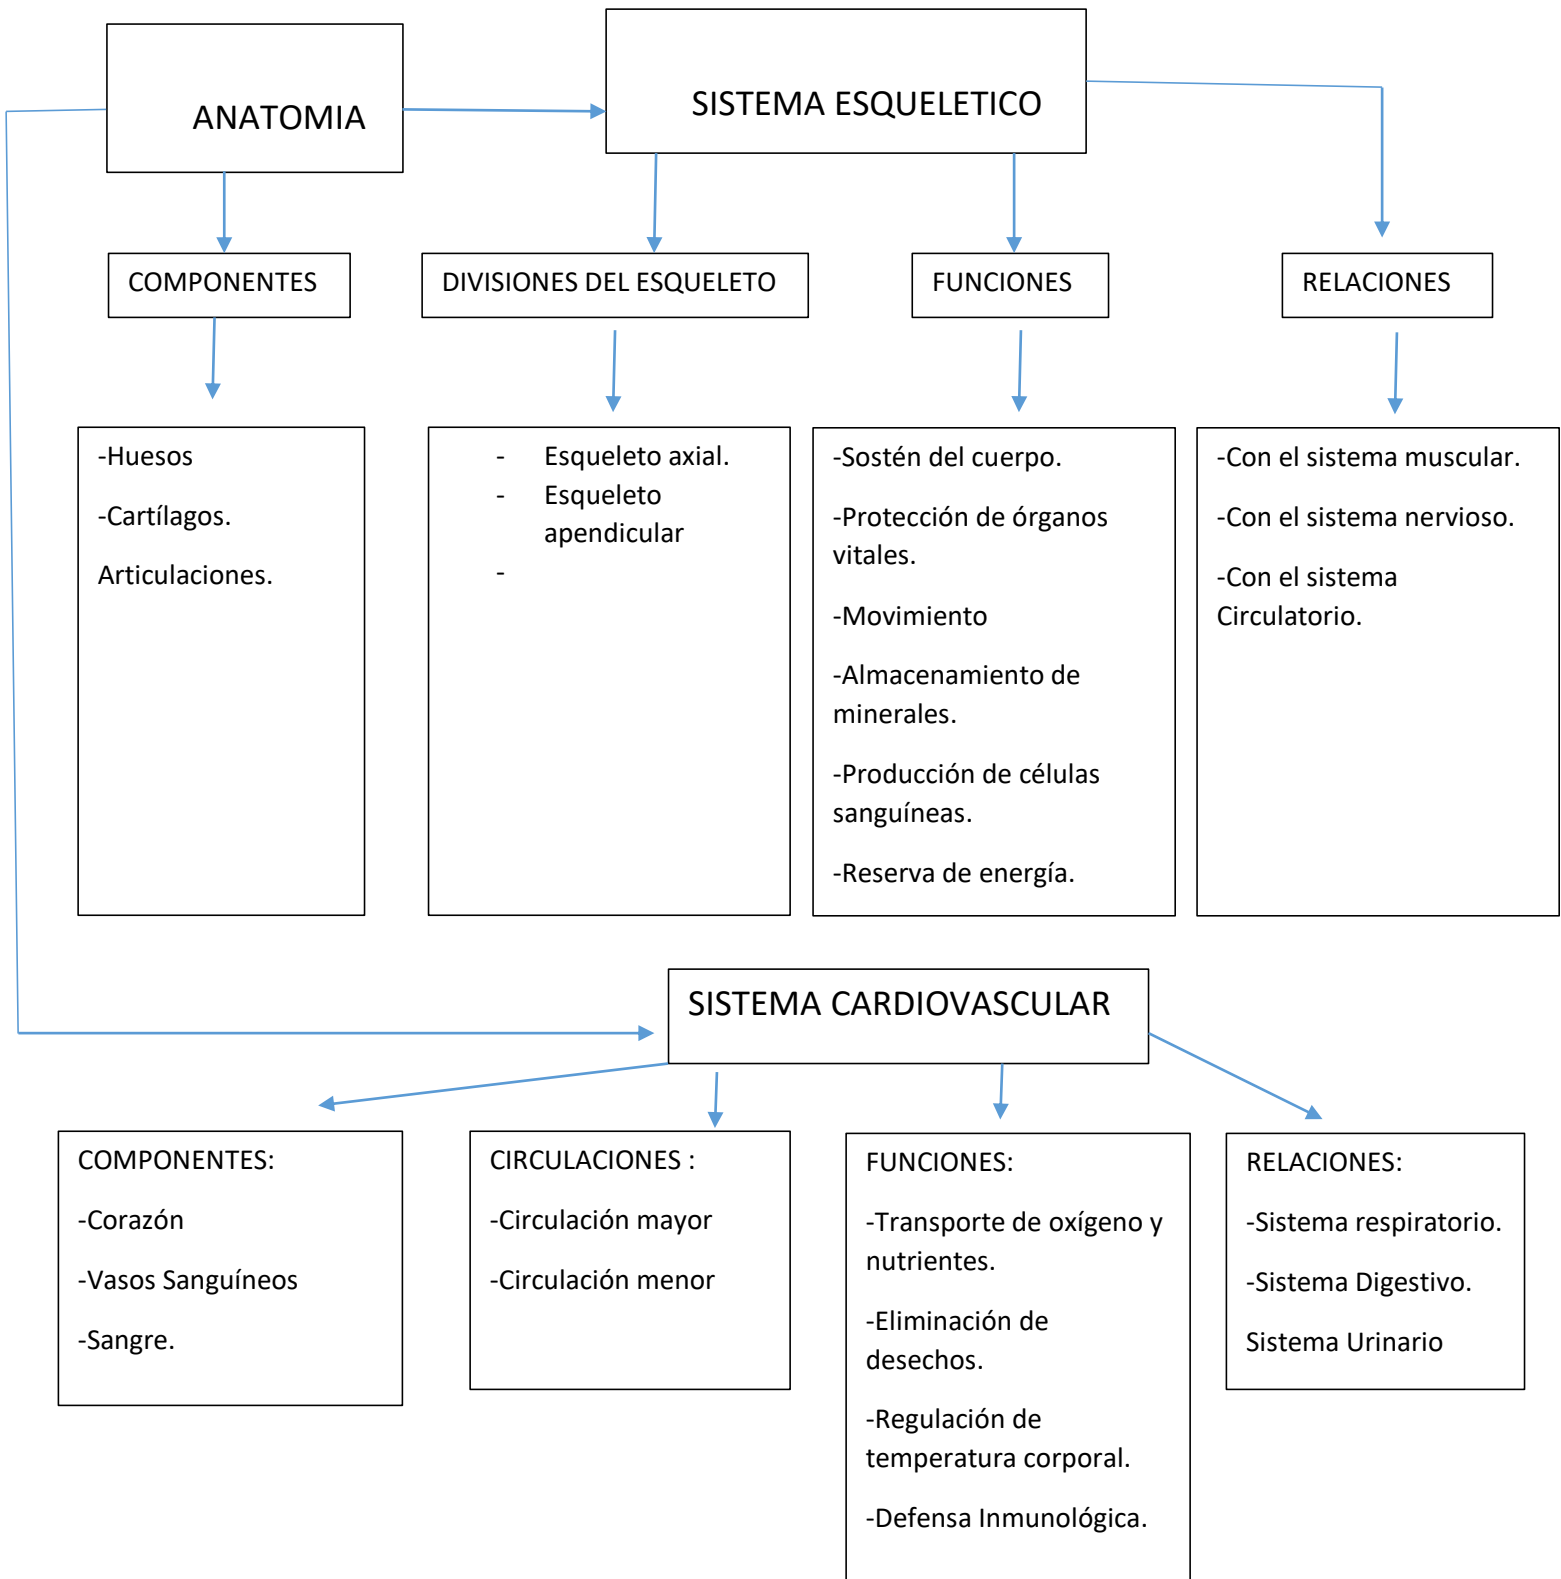 ANATOMIA
SISTEMA ESQUELETICO
COMPONENTES
DIVISIONES DEL ESQUELETO
FUNCIONES
RELACIONES
-Huesos
-Cartílagos.
Articulaciones.
- Esqueleto axial.
- Esqueleto
apendicular
-
-Sostén del cuerpo.
-Protección de órganos
vitales.
-Movimiento
-Almacenamiento de
minerales.
-Producción de células
sanguíneas.
-Reserva de energía.
-Con el sistema muscular.
-Con el sistema nervioso.
-Con el sistema
Circulatorio.
SISTEMA CARDIOVASCULAR
COMPONENTES:
-Corazón
-Vasos Sanguíneos
-Sangre.
CIRCULACIONES :
-Circulación mayor
-Circulación menor
FUNCIONES:
-Transporte de oxígeno y
nutrientes.
-Eliminación de
desechos.
-Regulación de
temperatura corporal.
-Defensa Inmunológica.
RELACIONES:
-Sistema respiratorio.
-Sistema Digestivo.
Sistema Urinario